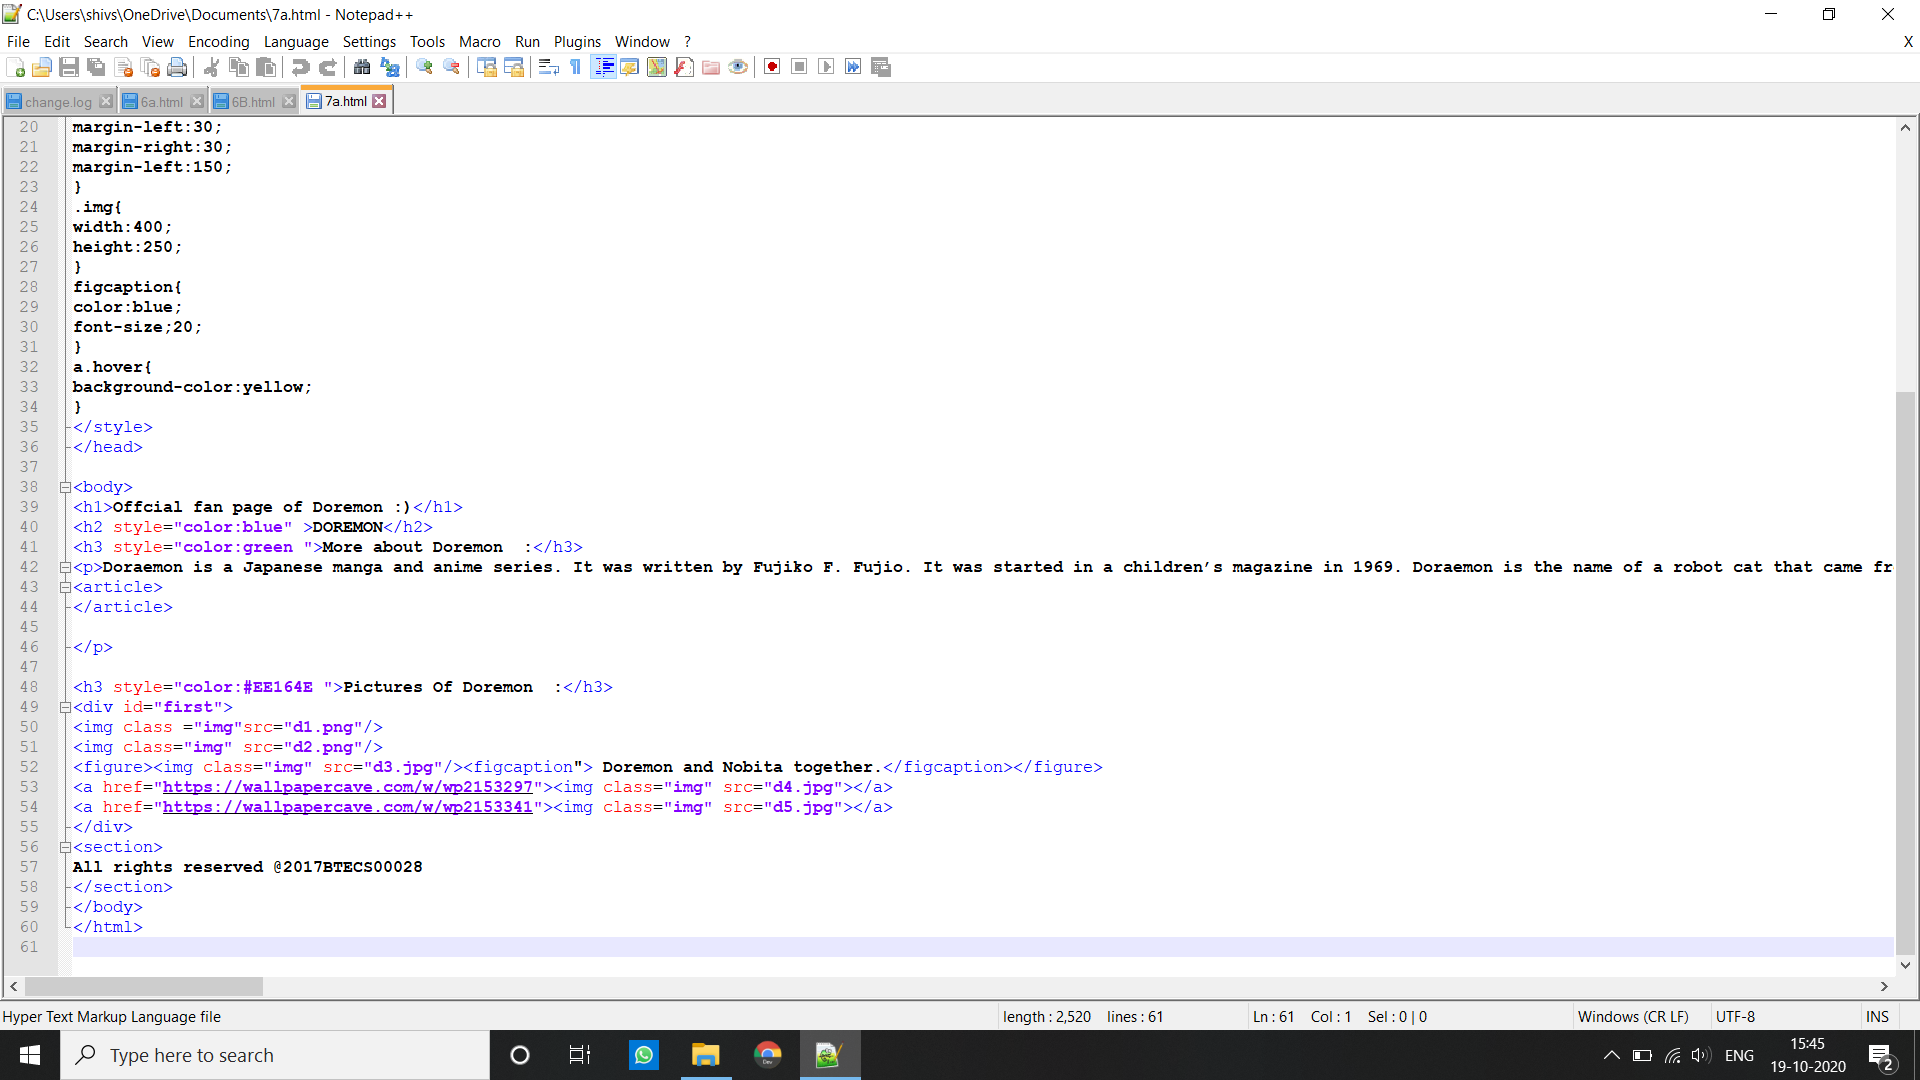 C:\Users\shivs\OneDrive\Documents\7a.html - Notepad++
File Edit Search View Encoding Language Settings Tools Macro Run Plugins Window ? X
change.log 6a.html 6B.html 7a.html
20 margin-left:30;
21 margin-right:30;
22 margin-left:150;
23 }
24 .img{
25 width:400;
26 height:250;
27 }
28 figcaption{
29 color:blue;
30 font-size;20;
31 }
32 a.hover{
33 background-color:yellow;
34 }
35 </style>
36 </head>
37
38 <body>
39 <h1>Offcial fan page of Doremon :)</h1>
40 <h2 style="color:blue" >DOREMON</h2>
41 <h3 style="color:green ">More about Doremon  :</h3>
42 <p>Doraemon is a Japanese manga and anime series. It was written by Fujiko F. Fujio. It was started in a children’s magazine in 1969. Doraemon is the name of a robot cat that came fr
43 <article>
44 </article>
45
46 </p>
47
48 <h3 style="color:#EE164E ">Pictures Of Doremon  :</h3>
49 <div id="first">
50 <img class ="img"src="d1.png"/>
51 <img class="img" src="d2.png"/>
52 <figure><img class="img" src="d3.jpg"/><figcaption"> Doremon and Nobita together.</figcaption></figure>
53 <a href="https://wallpapercave.com/w/wp2153297"><img class="img" src="d4.jpg"></a>
54 <a href="https://wallpapercave.com/w/wp2153341"><img class="img" src="d5.jpg"></a>
55 </div>
56 <section>
57 All rights reserved @2017BTECS00028
58 </section>
59 </body>
60 </html>
61
Hyper Text Markup Language file length : 2,520 lines : 61 Ln : 61 Col : 1 Sel : 0 | 0 Windows (CR LF) UTF-8 INS
Type here to search
Dev
ENG
15:45
19-10-2020
2